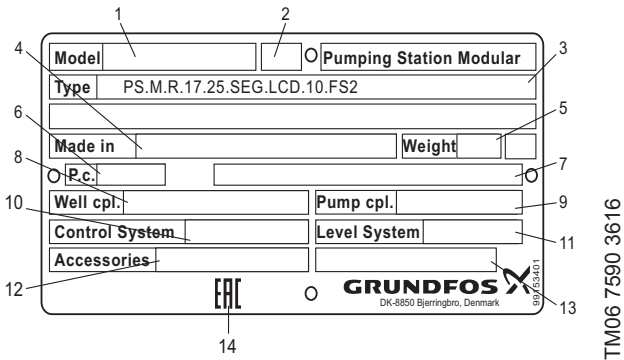 1
2
3
4
5
6
7
8
9
10
11
12
13
14
Model
Pumping Station Modular
Type PS.M.R.17.25.SEG.LCD.10.FS2
Made in
Weight
P.c.
Well cpl.
Pump cpl.
Control System
Level System
Accessories
EAC
GRUNDFOS X
DK-8850 Bjerringbro, Denmark
99153401
TM06 7590 3616